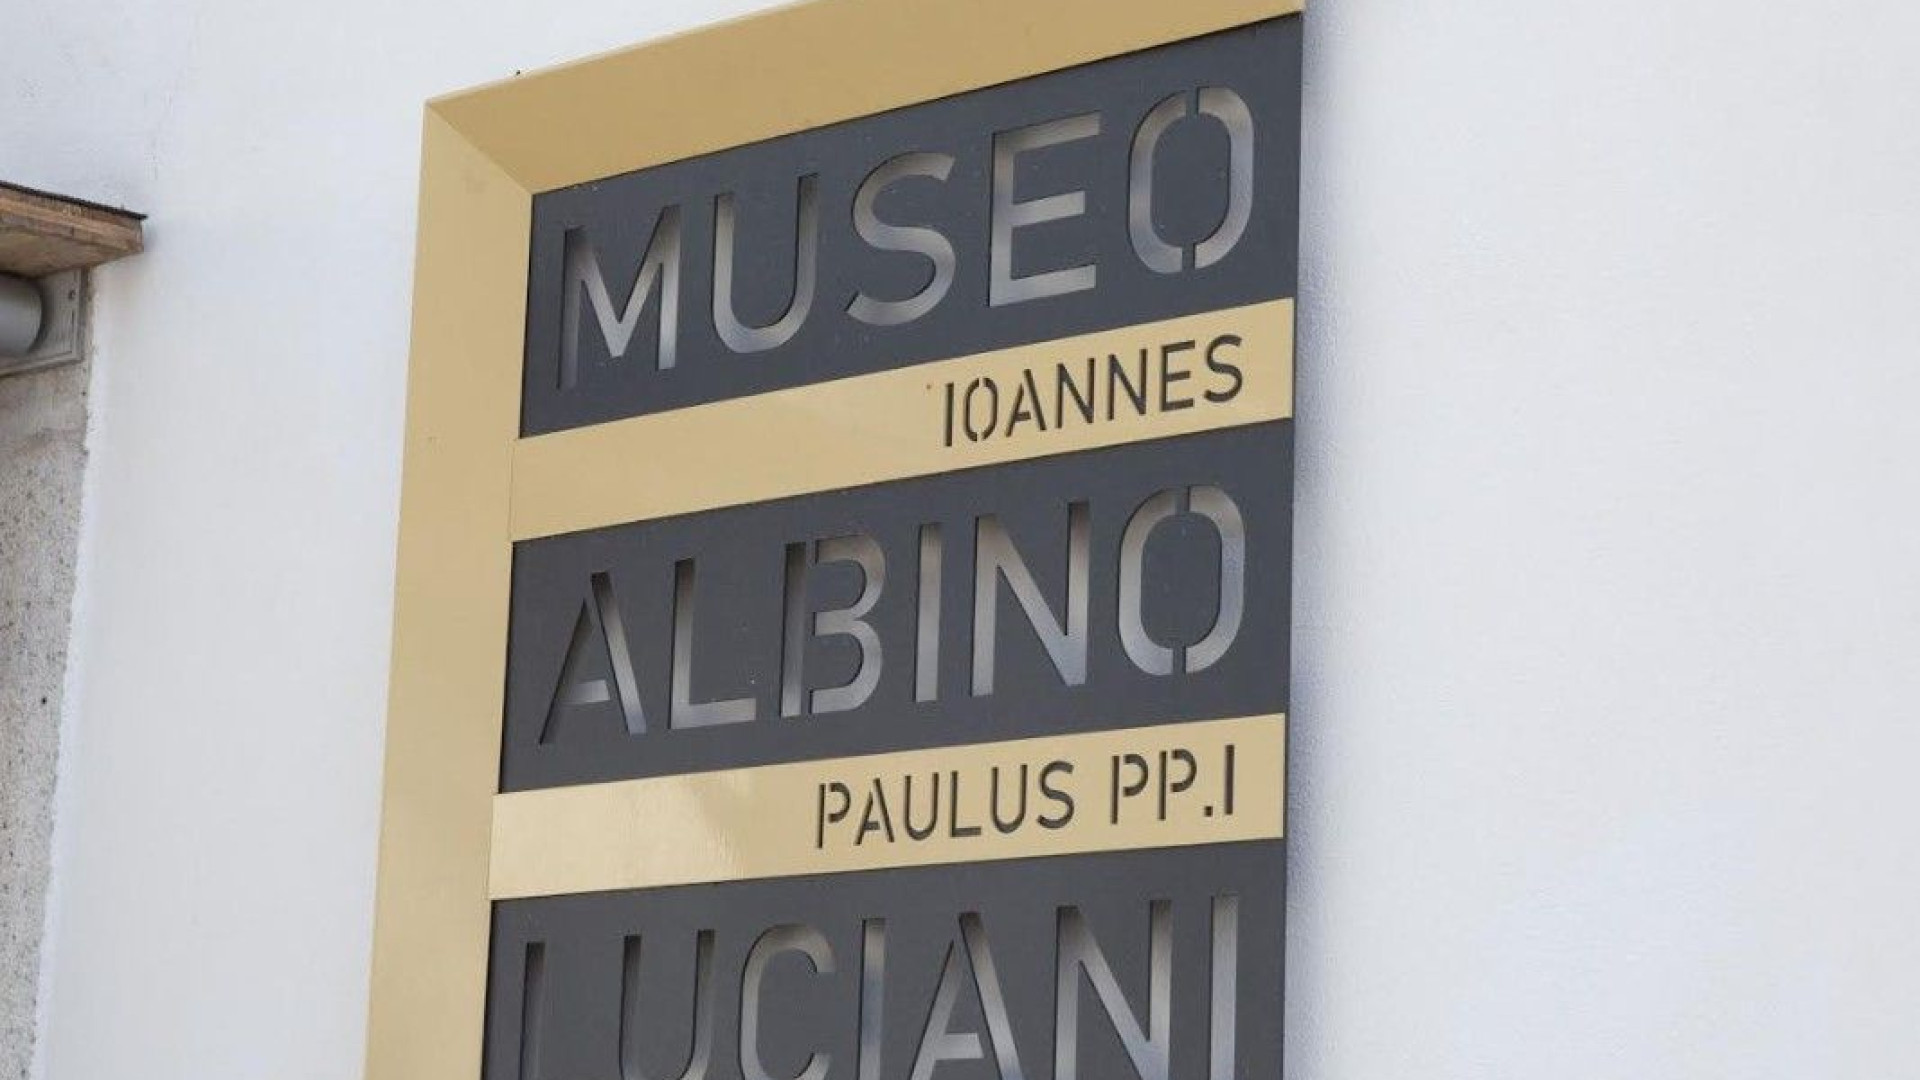 MUSEO
IOANNES
ALBINO
PAULUS PP.I
LUCIANI